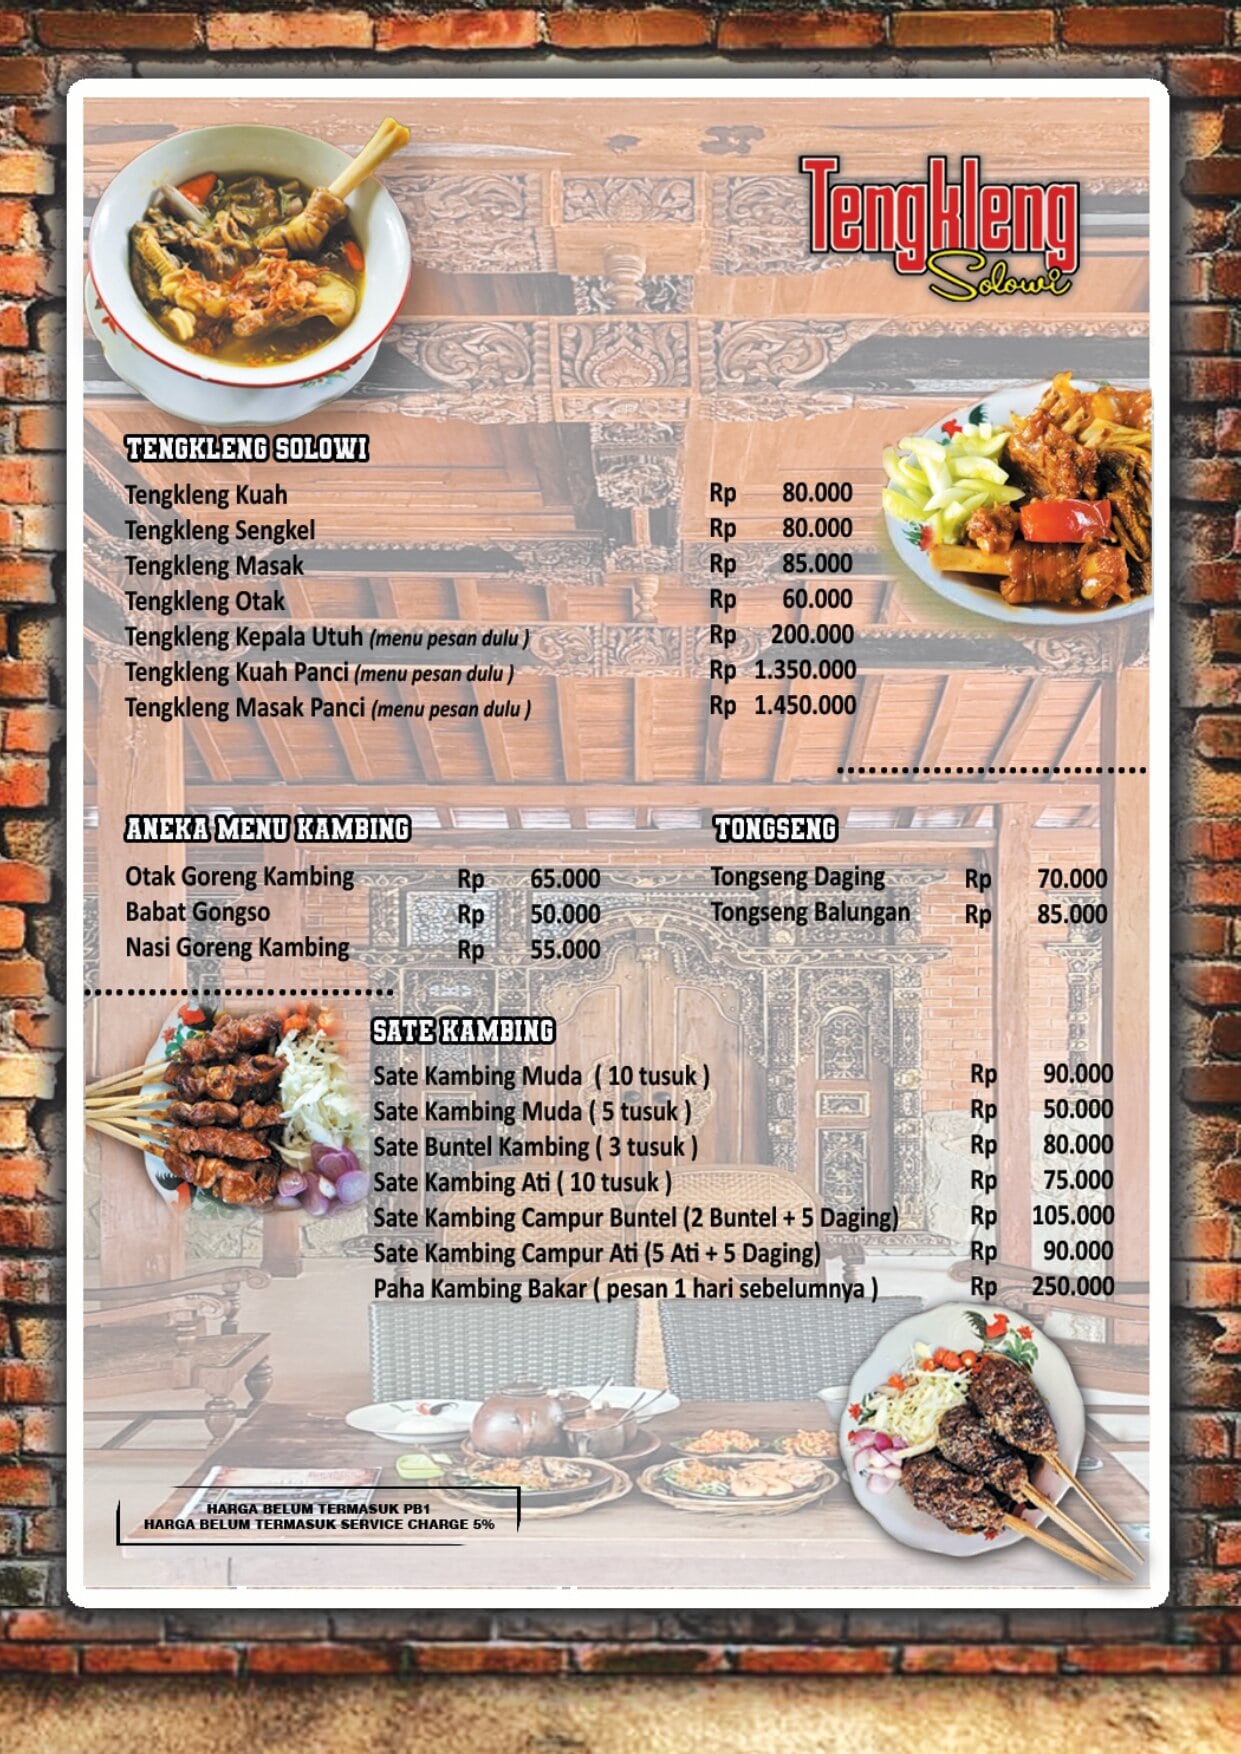 Tengkleng
Solowi
TENGKLENG SOLOWI
Tengkleng Kuah Rp 80.000
Tengkleng Sengkel Rp 80.000
Tengkleng Masak Rp 85.000
Tengkleng Otak Rp 60.000
Tengkleng Kepala Utuh (menu pesan dulu ) Rp 200.000
Tengkleng Kuah Panci (menu pesan dulu ) Rp 1.350.000
Tengkleng Masak Panci (menu pesan dulu ) Rp 1.450.000
ANEKA MENU KAMBING
Otak Goreng Kambing Rp 65.000
Babat Gongso Rp 50.000
Nasi Goreng Kambing Rp 55.000
TONGSENG
Tongseng Daging Rp 70.000
Tongseng Balungan Rp 85.000
SATE KAMBING
Sate Kambing Muda ( 10 tusuk ) Rp 90.000
Sate Kambing Muda ( 5 tusuk ) Rp 50.000
Sate Buntel Kambing ( 3 tusuk ) Rp 80.000
Sate Kambing Ati ( 10 tusuk ) Rp 75.000
Sate Kambing Campur Buntel (2 Buntel + 5 Daging) Rp 105.000
Sate Kambing Campur Ati (5 Ati + 5 Daging) Rp 90.000
Paha Kambing Bakar ( pesan 1 hari sebelumnya ) Rp 250.000
HARGA BELUM TERMASUK PB1
HARGA BELUM TERMASUK SERVICE CHARGE 5%